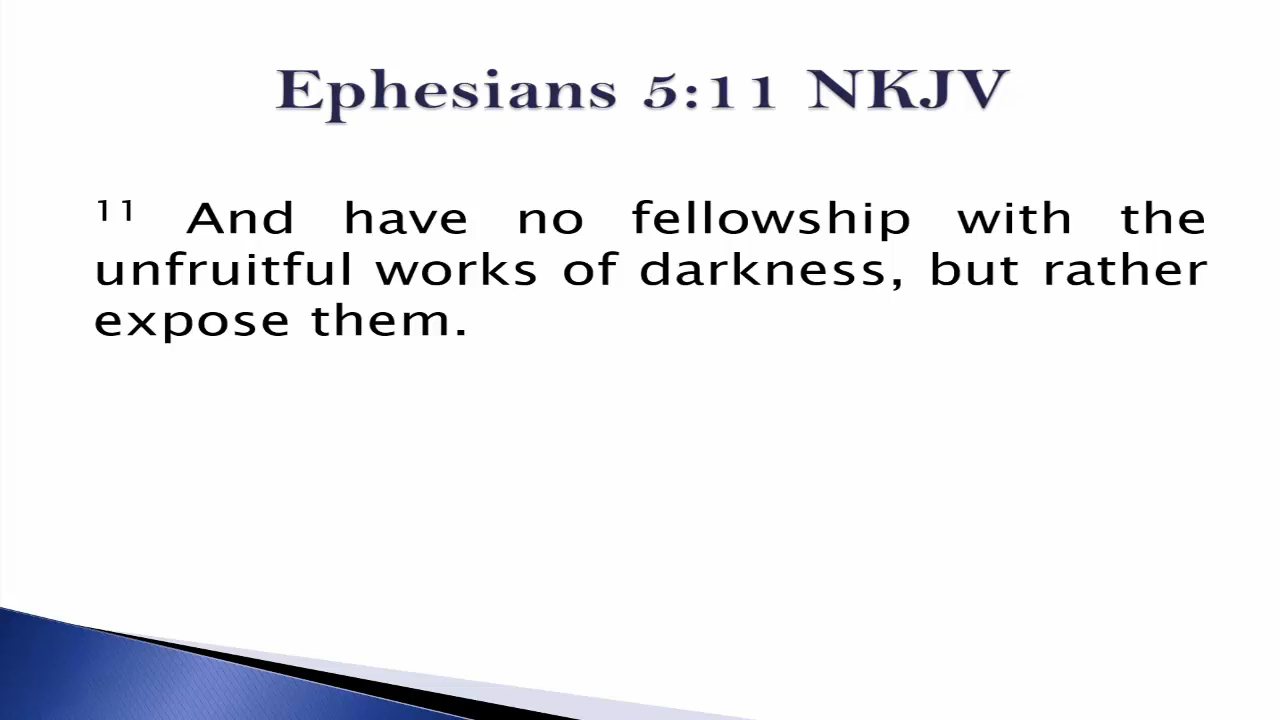 Ephesians 5:11 NKJV
11 And have no fellowship with the
unfruitful works of darkness, but rather
expose them.